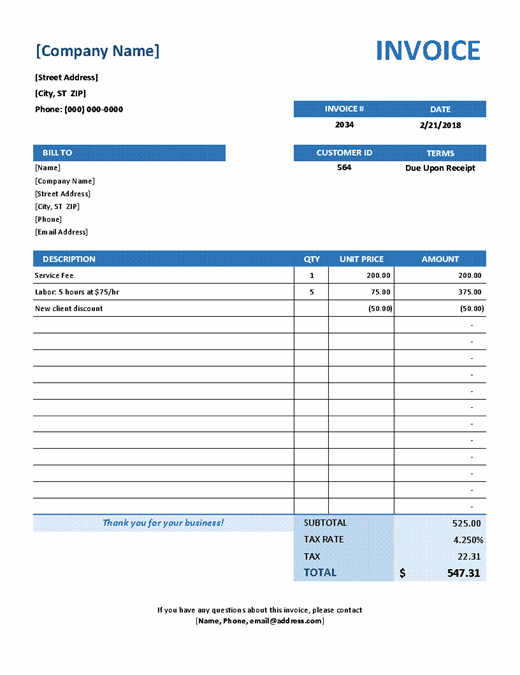 [Company Name] INVOICE
[Street Address]
[City, ST  ZIP]
Phone: (000) 000-0000
INVOICE # DATE
2034 2/21/2018
BILL TO CUSTOMER ID TERMS
[Name] 564 Due Upon Receipt
[Company Name]
[Street Address]
[City, ST  ZIP]
[Phone]
[Email Address]
DESCRIPTION QTY UNIT PRICE AMOUNT
Service Fee 1 200.00 200.00
Labor: 5 hours at $75/hr 5 75.00 375.00
New client discount (50.00) (50.00)
-
-
-
-
-
-
-
-
-
-
-
-
Thank you for your business! SUBTOTAL 525.00
TAX RATE 4.250%
TAX 22.31
TOTAL $ 547.31
If you have any questions about this invoice, please contact
[Name, Phone, email@address.com]